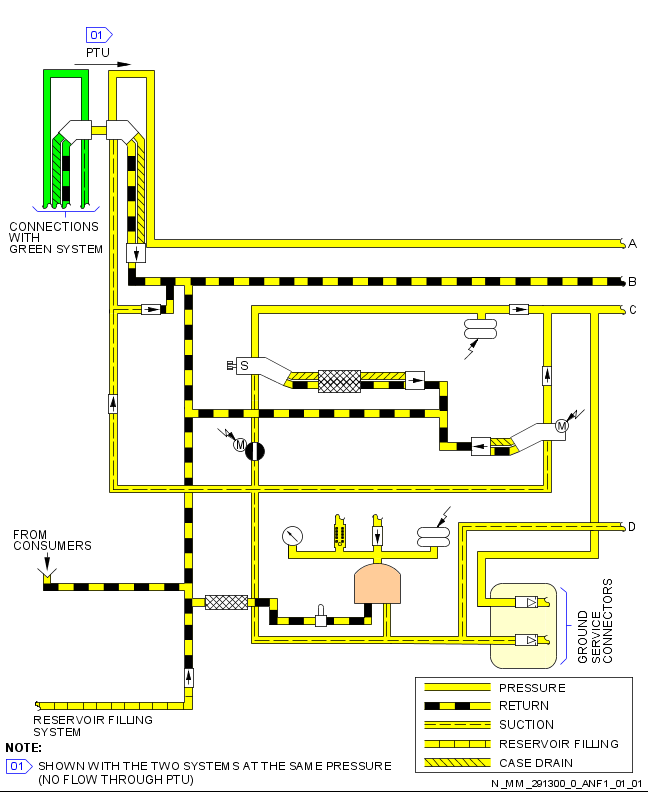 01
PTU
CONNECTIONS
WITH
GREEN SYSTEM
A
B
C
S
M
M
FROM
CONSUMERS
D
GROUND
SERVICE
CONNECTORS
PRESSURE
RETURN
SUCTION
RESERVOIR FILLING
CASE DRAIN
RESERVOIR FILLING
SYSTEM
NOTE:
01 SHOWN WITH THE TWO SYSTEMS AT THE SAME PRESSURE
(NO FLOW THROUGH PTU)
N_MM_291300_0_ANF1_01_01